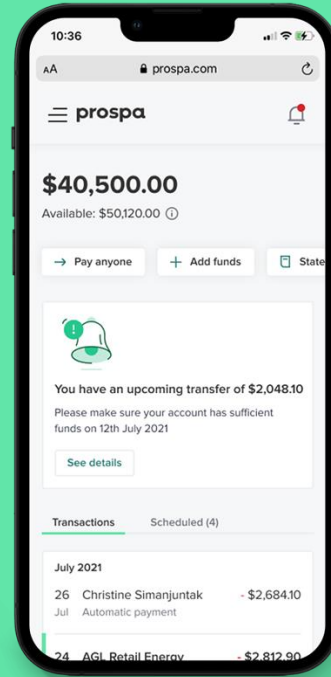 10:36
AA prospa.com
prospa
$40,500.00
Available: $50,120.00
Pay anyone
Add funds
State
You have an upcoming transfer of $2,048.10
Please make sure your account has sufficient
funds on 12th July 2021
See details
Transactions Scheduled (4)
July 2021
26 Christine Simanjuntak - $2,684.10
Jul Automatic payment
24 AGL Retail Energy - $2,812.90